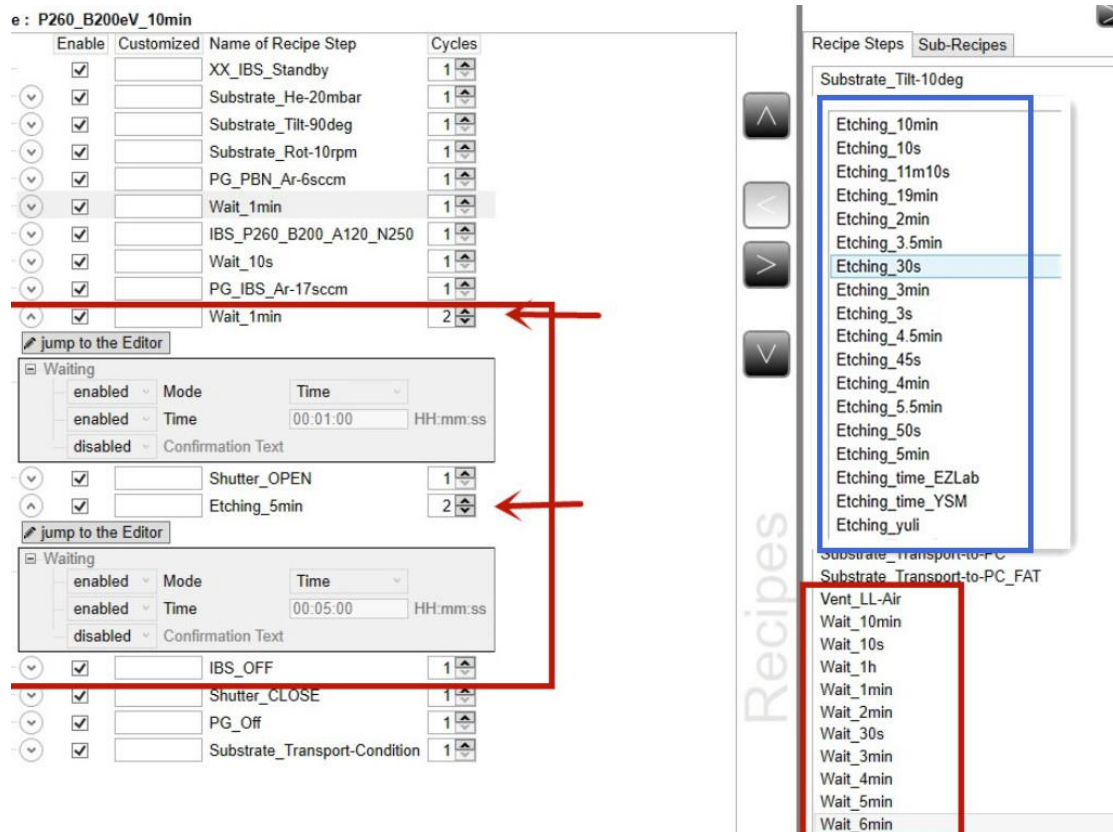 e : P260_B200eV_10min
Enable Customized Name of Recipe Step Cycles
XX_IBS_Standby 1
Substrate_He-20mbar 1
Substrate_Tilt-90deg 1
Substrate_Rot-10rpm 1
PG_PBN_Ar-6sccm 1
Wait_1min 1
IBS_P260_B200_A120_N250 1
Wait_10s 1
PG_IBS_Ar-17sccm 1
Wait_1min 2
jump to the Editor
Waiting
enabled Mode Time
enabled Time 00:01:00 HH:mm:ss
disabled Confirmation Text
Shutter_OPEN 1
Etching_5min 2
jump to the Editor
Waiting
enabled Mode Time
enabled Time 00:05:00 HH:mm:ss
disabled Confirmation Text
IBS_OFF 1
Shutter_CLOSE 1
PG_Off 1
Substrate_Transport-Condition 1
Recipes
Recipe Steps Sub-Recipes
Substrate_Tilt-10deg
Etching_10min
Etching_10s
Etching_11m10s
Etching_19min
Etching_2min
Etching_3.5min
Etching_30s
Etching_3min
Etching_3s
Etching_4.5min
Etching_45s
Etching_4min
Etching_5.5min
Etching_50s
Etching_5min
Etching_time_EZLab
Etching_time_YSM
Etching_yuli
Substrate_Transport-to-PC
Substrate_Transport-to-PC_FAT
Vent_LL-Air
Wait_10min
Wait_10s
Wait_1h
Wait_1min
Wait_2min
Wait_30s
Wait_3min
Wait_4min
Wait_5min
Wait_6min